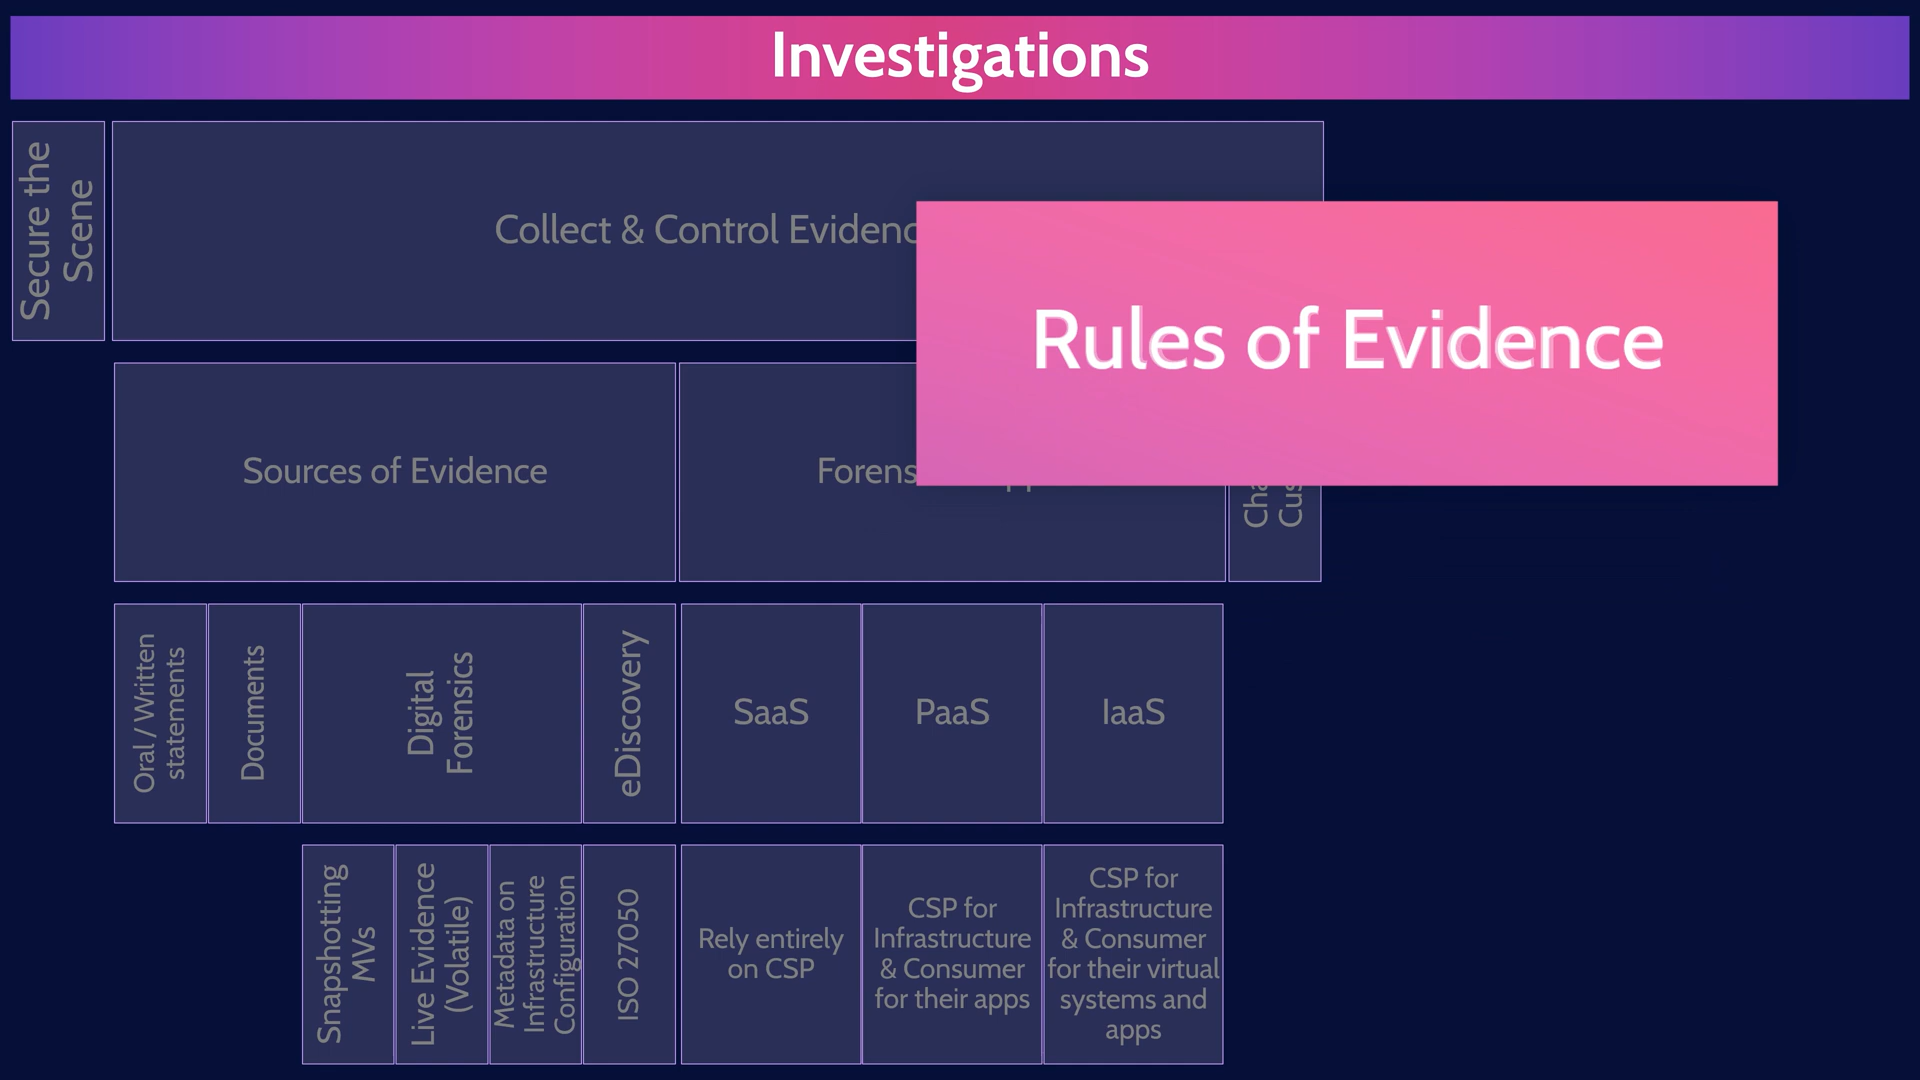 Investigations
Secure the
Scene
Collect & Control Evidenc
Rules of Evidence
Sources of Evidence
Forens
Oral / Written
statements
Documents
Digital
Forensics
eDiscovery
SaaS
PaaS
IaaS
Snapshotting
MVs
Live Evidence
(Volatile)
Metadata on
Infrastructure
Configuration
ISO 27050
Rely entirely
on CSP
CSP for
Infrastructure
& Consumer
for their apps
CSP for
Infrastructure
& Consumer
for their virtual
systems and
apps